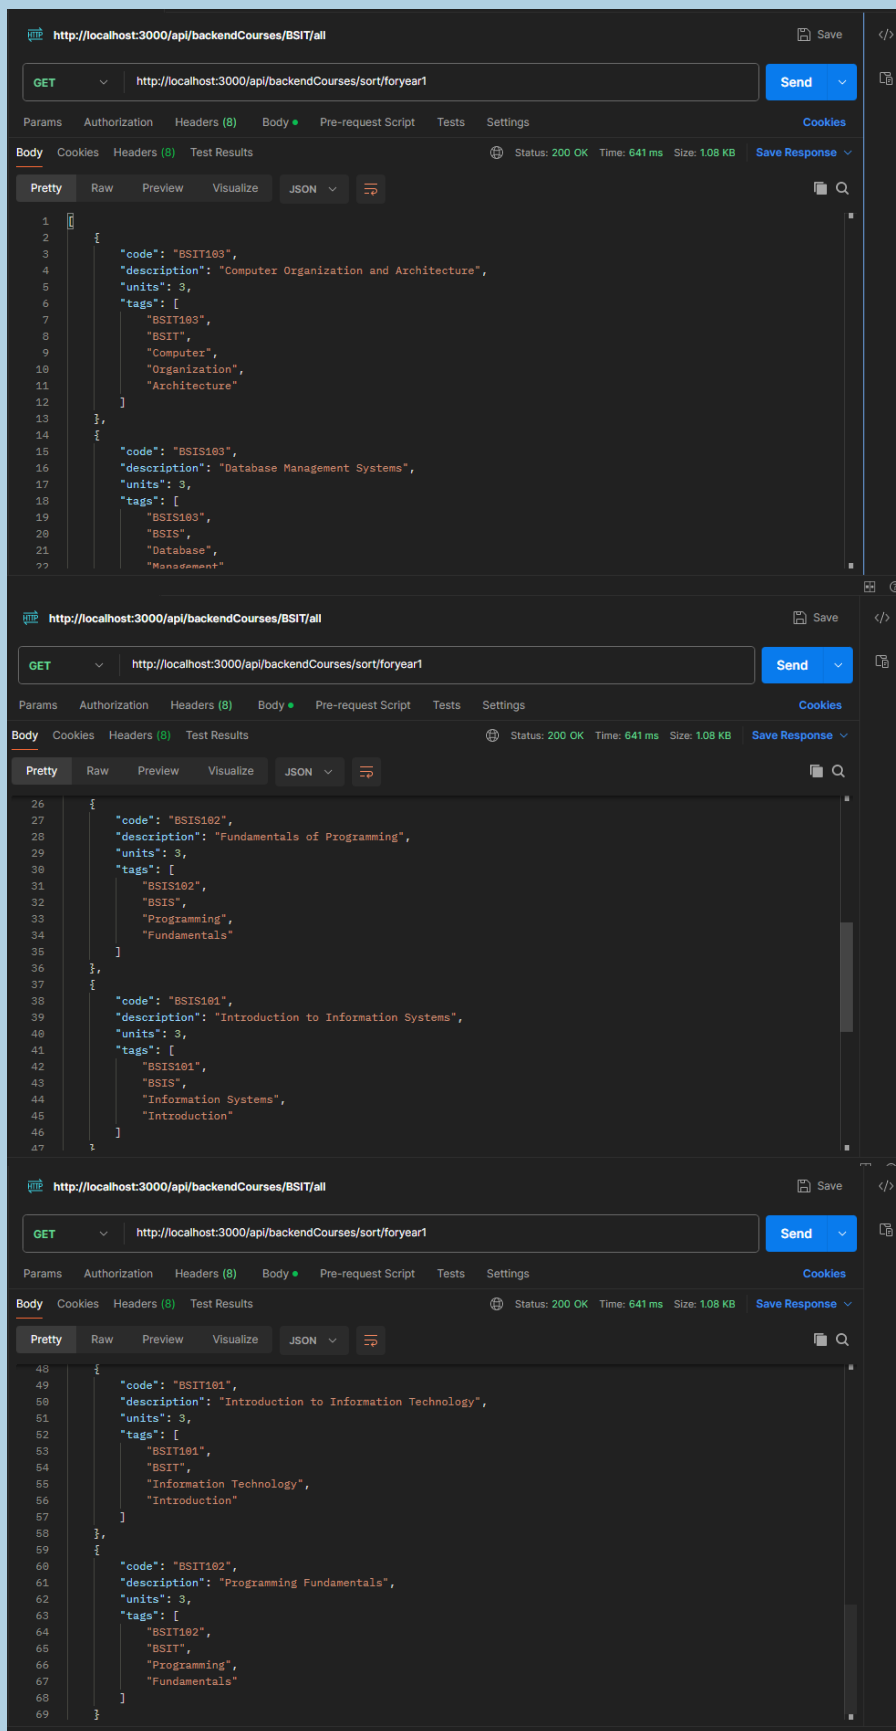 HTTP http://localhost:3000/api/backendCourses/BSIT/all Save </>
GET http://localhost:3000/api/backendCourses/sort/foryear1 Send
Params Authorization Headers (8) Body Pre-request Script Tests Settings Cookies
Body Cookies Headers (8) Test Results Status: 200 OK Time: 641 ms Size: 1.08 KB Save Response
Pretty Raw Preview Visualize JSON
1 [
2 {
3 "code": "BSIT103",
4 "description": "Computer Organization and Architecture",
5 "units": 3,
6 "tags": [
7 "BSIT103",
8 "BSIT",
9 "Computer",
10 "Organization",
11 "Architecture"
12 ]
13 },
14 {
15 "code": "BSIS103",
16 "description": "Database Management Systems",
17 "units": 3,
18 "tags": [
19 "BSIS103",
20 "BSIS",
21 "Database",
22 "Management"
HTTP http://localhost:3000/api/backendCourses/BSIT/all Save </>
GET http://localhost:3000/api/backendCourses/sort/foryear1 Send
Params Authorization Headers (8) Body Pre-request Script Tests Settings Cookies
Body Cookies Headers (8) Test Results Status: 200 OK Time: 641 ms Size: 1.08 KB Save Response
Pretty Raw Preview Visualize JSON
26 {
27 "code": "BSIS102",
28 "description": "Fundamentals of Programming",
29 "units": 3,
30 "tags": [
31 "BSIS102",
32 "BSIS",
33 "Programming",
34 "Fundamentals"
35 ]
36 },
37 {
38 "code": "BSIS101",
39 "description": "Introduction to Information Systems",
40 "units": 3,
41 "tags": [
42 "BSIS101",
43 "BSIS",
44 "Information Systems",
45 "Introduction"
46 ]
47 }
HTTP http://localhost:3000/api/backendCourses/BSIT/all Save </>
GET http://localhost:3000/api/backendCourses/sort/foryear1 Send
Params Authorization Headers (8) Body Pre-request Script Tests Settings Cookies
Body Cookies Headers (8) Test Results Status: 200 OK Time: 641 ms Size: 1.08 KB Save Response
Pretty Raw Preview Visualize JSON
48 {
49 "code": "BSIT101",
50 "description": "Introduction to Information Technology",
51 "units": 3,
52 "tags": [
53 "BSIT101",
54 "BSIT",
55 "Information Technology",
56 "Introduction"
57 ]
58 },
59 {
60 "code": "BSIT102",
61 "description": "Programming Fundamentals",
62 "units": 3,
63 "tags": [
64 "BSIT102",
65 "BSIT",
66 "Programming",
67 "Fundamentals"
68 ]
69 }